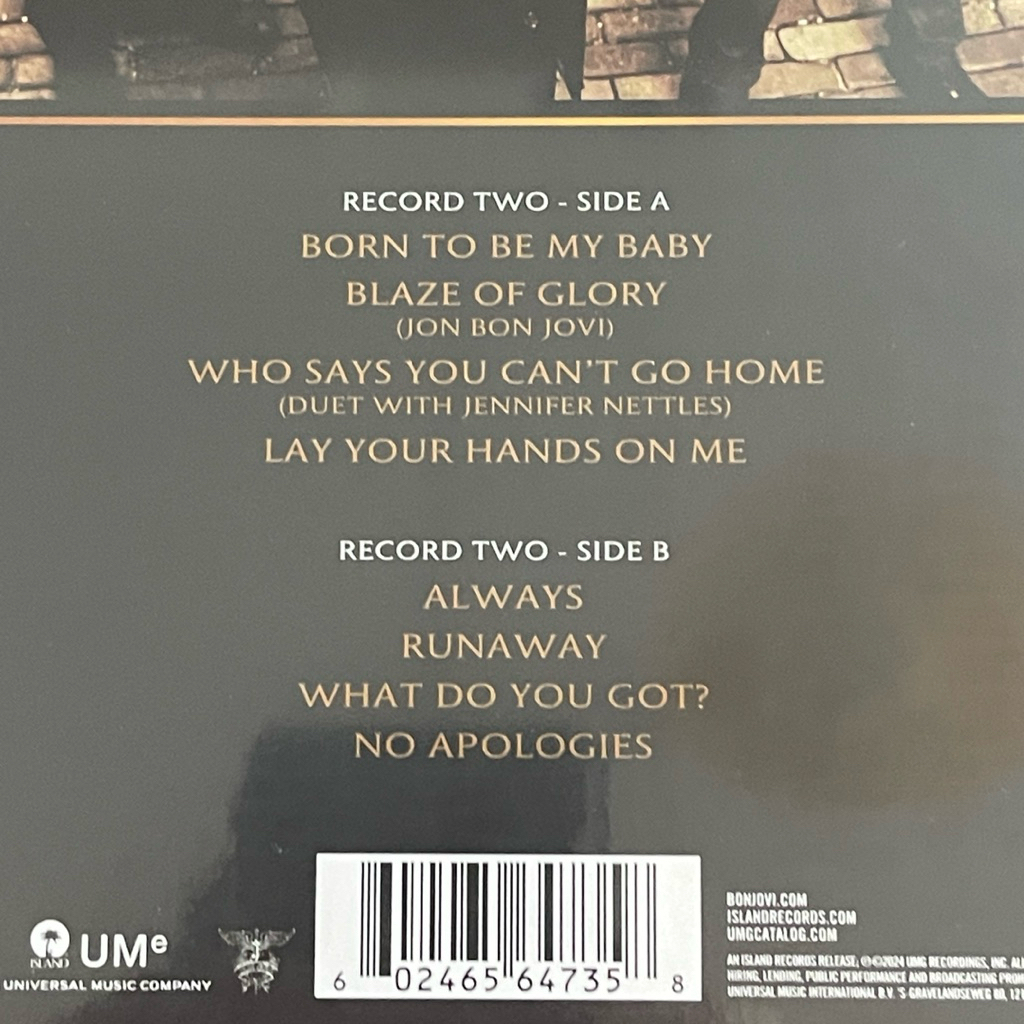 RECORD TWO - SIDE A
BORN TO BE MY BABY
BLAZE OF GLORY
(JON BON JOVI)
WHO SAYS YOU CAN'T GO HOME
(DUET WITH JENNIFER NETTLES)
LAY YOUR HANDS ON ME
RECORD TWO - SIDE B
ALWAYS
RUNAWAY
WHAT DO YOU GOT?
NO APOLOGIES
ISLAND
UMe
UNIVERSAL MUSIC COMPANY
6 02465 64735 8
BONJOVI.COM
ISLANDRECORDS.COM
UMGCATALOG.COM
AN ISLAND RECORDS RELEASE; ℗©2024 UMG RECORDINGS, INC.
HIRING, LENDING, PUBLIC PERFORMANCE AND BROADCASTING
UNIVERSAL MUSIC INTERNATIONAL B.V. 'S-GRAVELANDSEWEG 80,